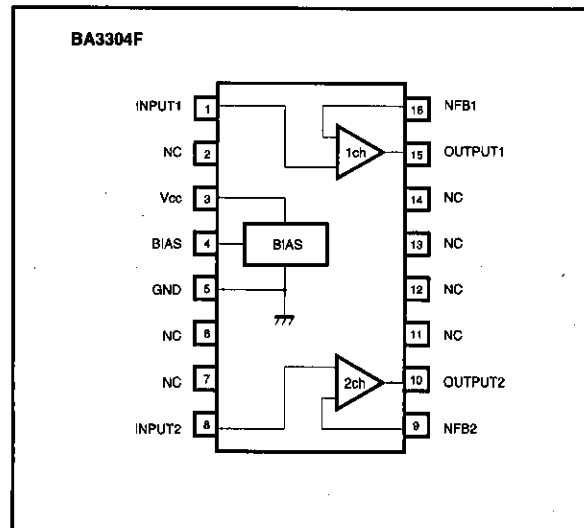 BA3304F
INPUT1 1 16 NFB1
NC 2 1ch 15 OUTPUT1
Vcc 3 14 NC
BIAS 4 BIAS 13 NC
GND 5 12 NC
NC 6 11 NC
NC 7 2ch 10 OUTPUT2
INPUT2 8 9 NFB2